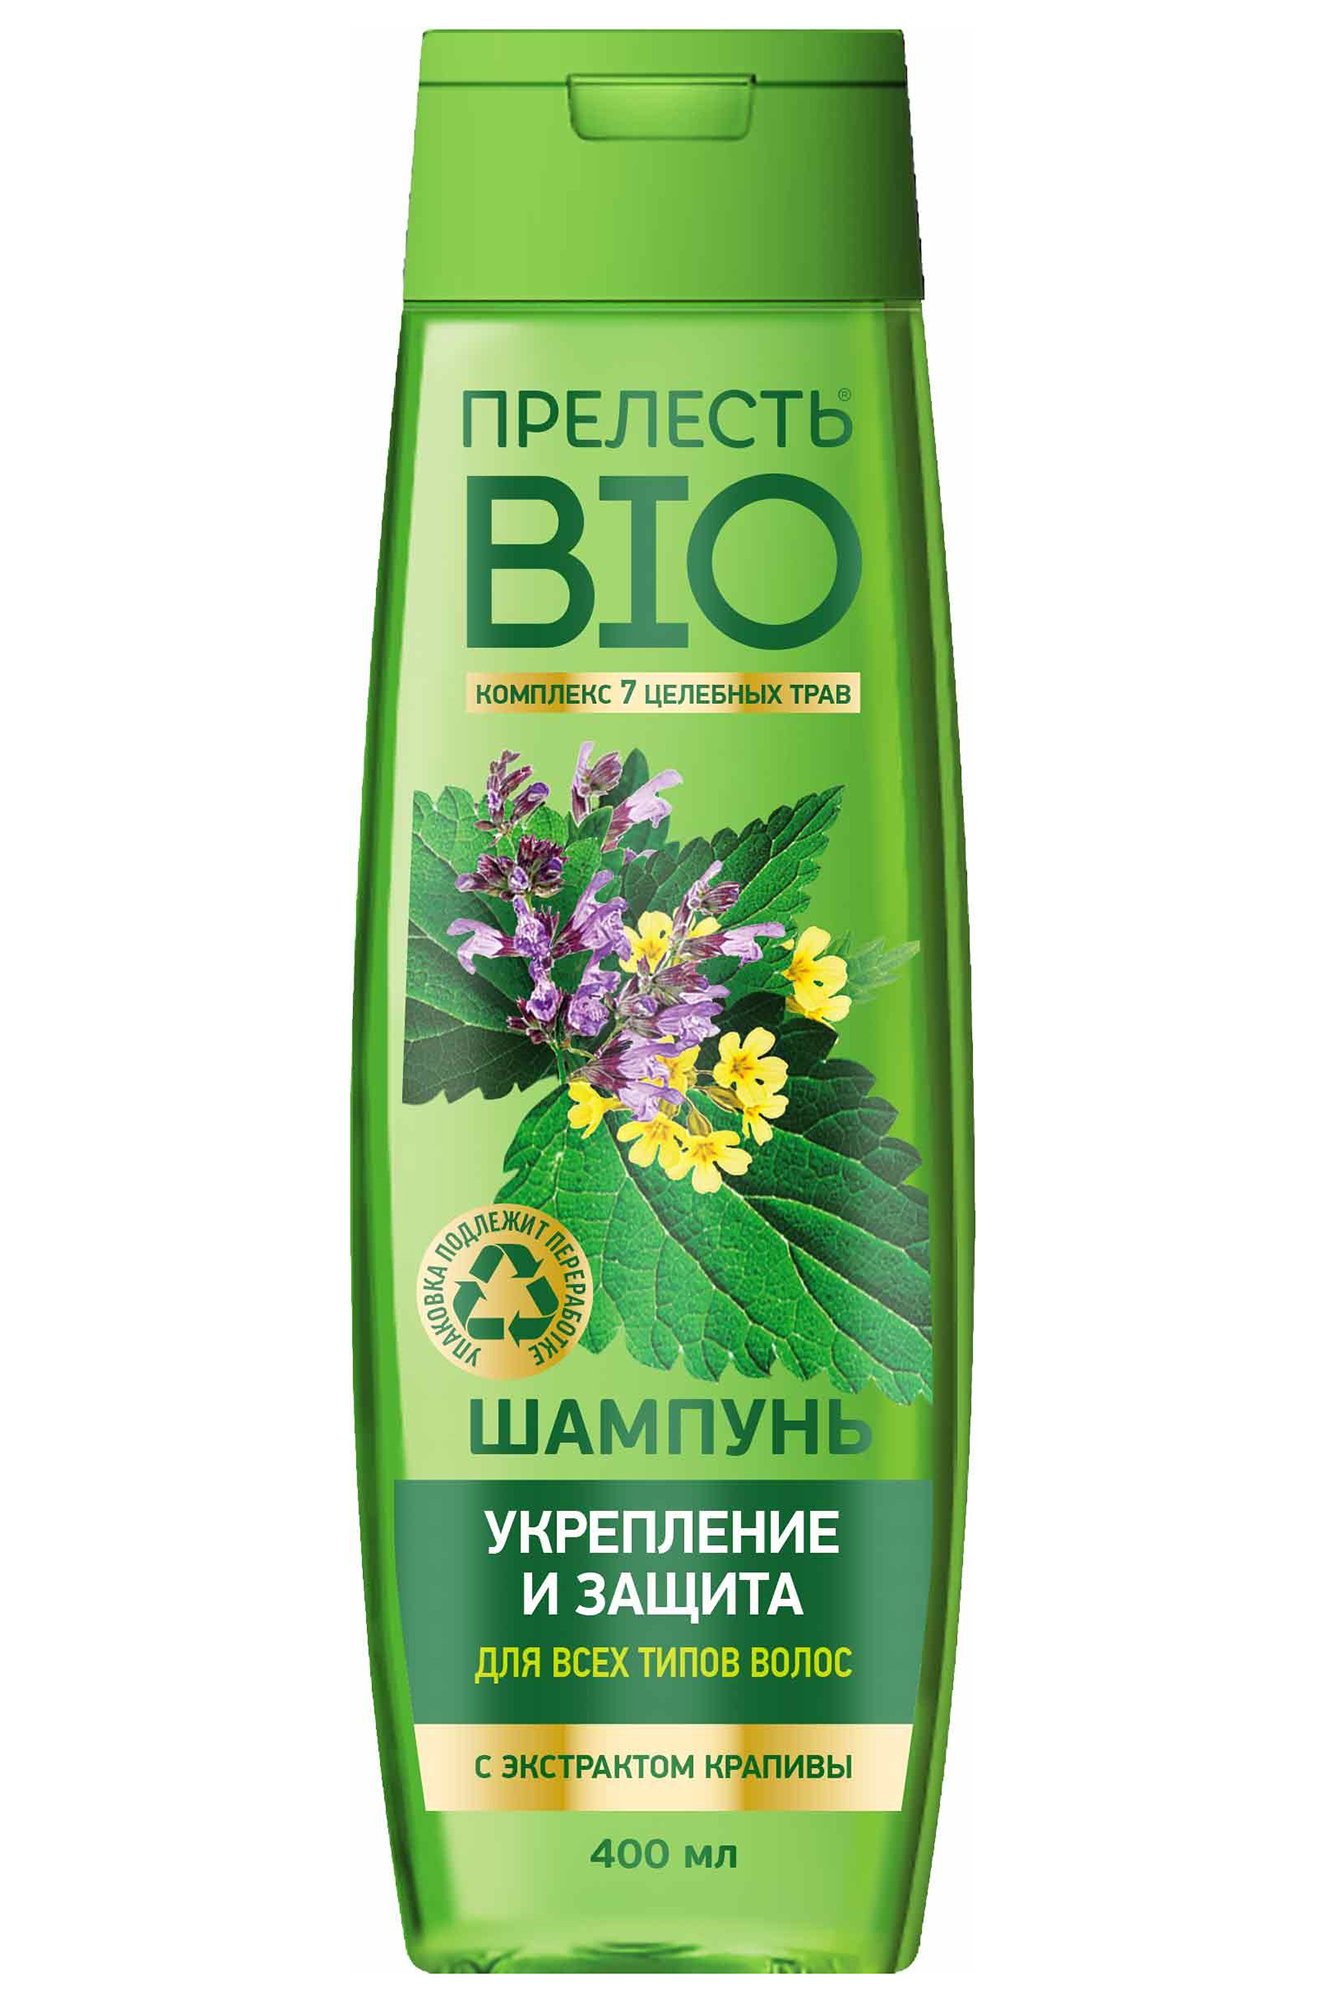 ПРЕЛЕСТЬ®
BIO
КОМПЛЕКС 7 ЦЕЛЕБНЫХ ТРАВ
УПАКОВКА ПОДЛЕЖИТ ПЕРЕРАБОТКЕ
ШАМПУНЬ
УКРЕПЛЕНИЕ
И ЗАЩИТА
ДЛЯ ВСЕХ ТИПОВ ВОЛОС
С ЭКСТРАКТОМ КРАПИВЫ
400 мл